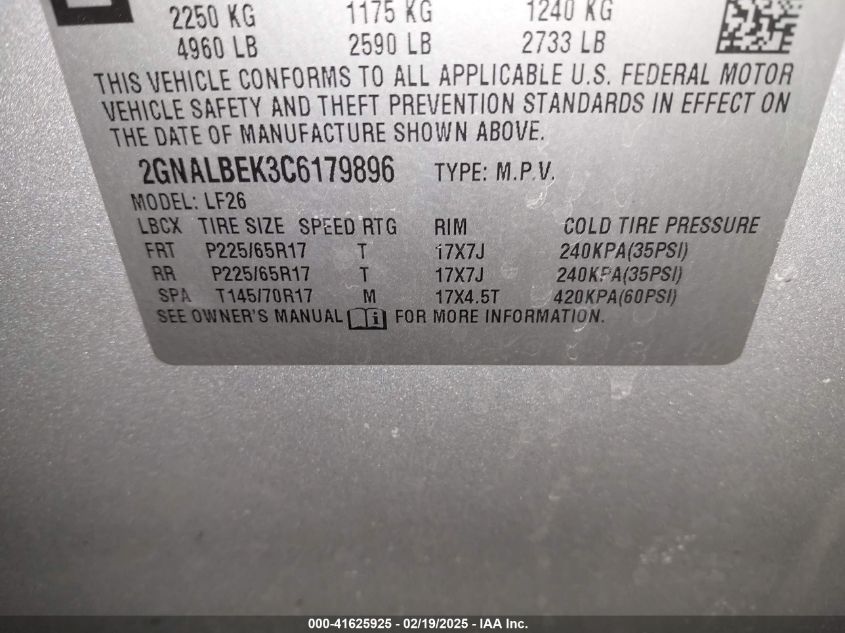 2250 KG 1175 KG 1240 KG
4960 LB 2590 LB 2733 LB
THIS VEHICLE CONFORMS TO ALL APPLICABLE U.S. FEDERAL MOTOR
VEHICLE SAFETY AND THEFT PREVENTION STANDARDS IN EFFECT ON
THE DATE OF MANUFACTURE SHOWN ABOVE.
2GNALBEK3C6179896 TYPE: M.P.V.
MODEL: LF26
LBCX TIRE SIZE SPEED RTG RIM COLD TIRE PRESSURE
FRT P225/65R17 T 17X7J 240KPA(35PSI)
RR P225/65R17 T 17X7J 240KPA(35PSI)
SPA T145/70R17 M 17X4.5T 420KPA(60PSI)
SEE OWNER'S MANUAL FOR MORE INFORMATION.
000-41625925 - 02/19/2025 - IAA Inc.